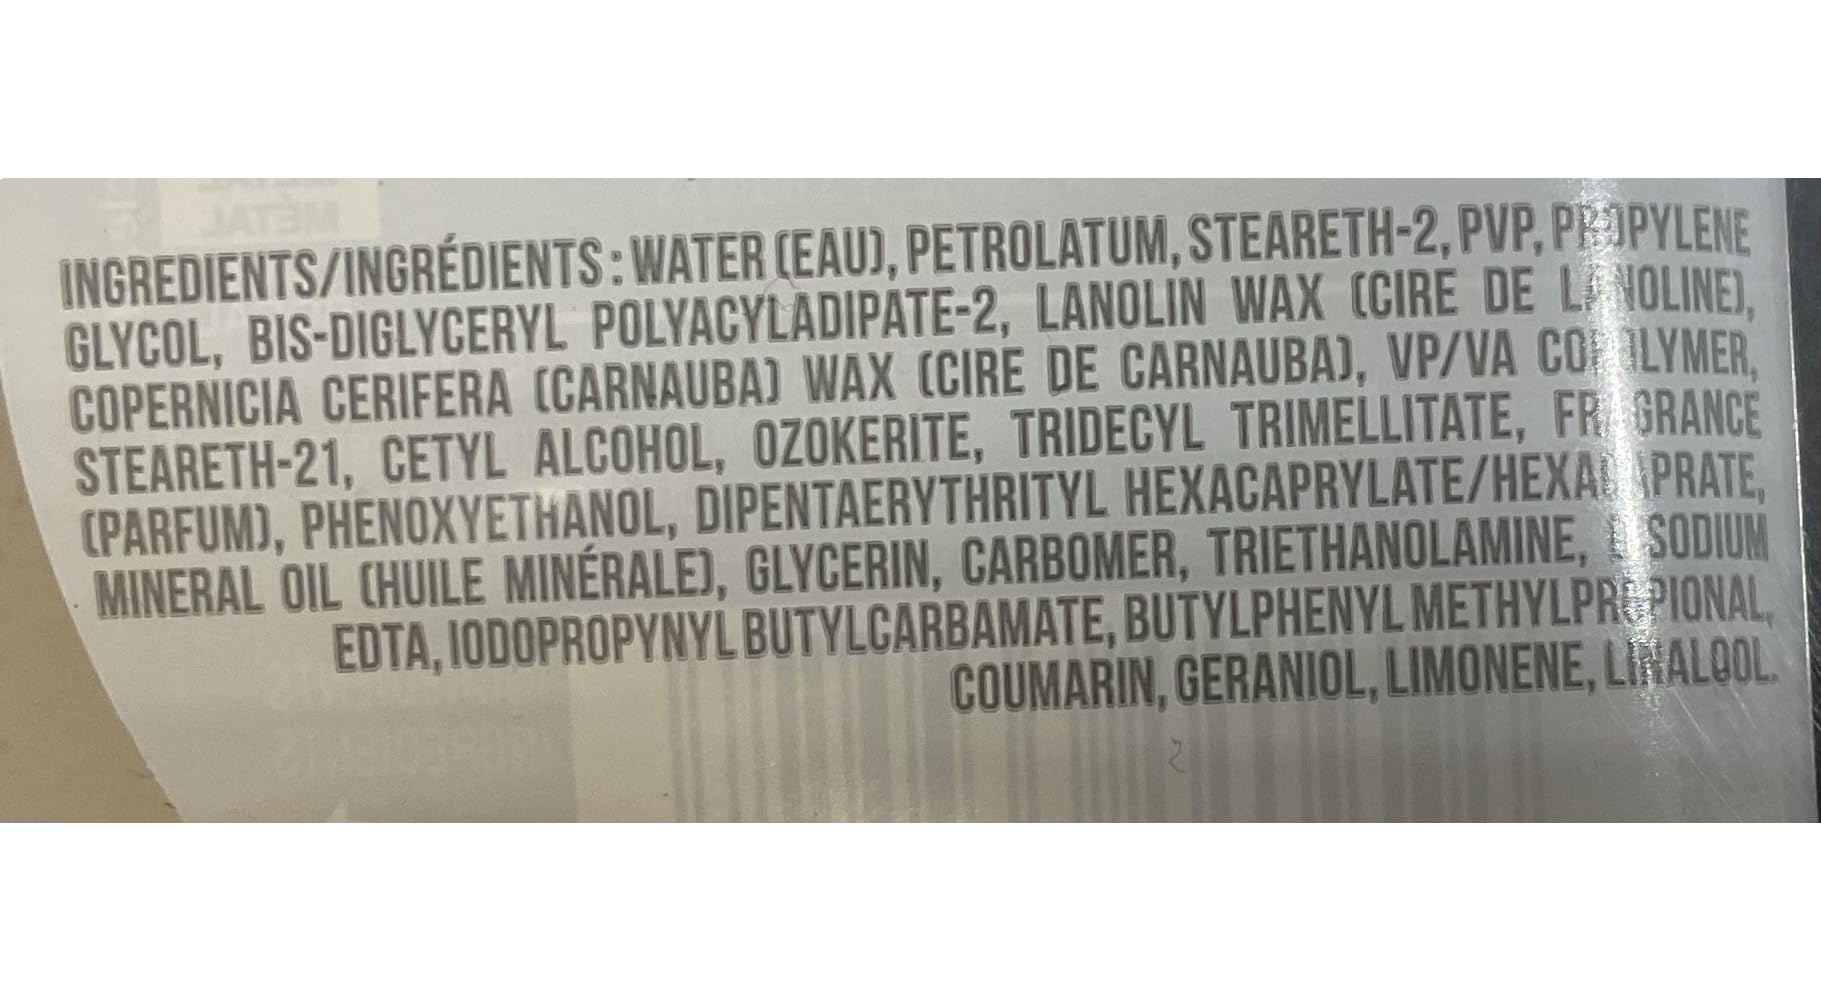 MÉTAL
INGREDIENTS/INGRÉDIENTS : WATER (EAU), PETROLATUM, STEARETH-2, PVP, PROPYLENE
GLYCOL, BIS-DIGLYCERYL POLYACYLADIPATE-2, LANOLIN WAX (CIRE DE LANOLINE),
COPERNICIA CERIFERA (CARNAUBA) WAX (CIRE DE CARNAUBA), VP/VA COPOLYMER,
STEARETH-21, CETYL ALCOHOL, OZOKERITE, TRIDECYL TRIMELLITATE, FRAGRANCE
(PARFUM), PHENOXYETHANOL, DIPENTAERYTHRITYL HEXACAPRYLATE/HEXACAPRATE,
MINERAL OIL (HUILE MINÉRALE), GLYCERIN, CARBOMER, TRIETHANOLAMINE, DISODIUM
EDTA, IODOPROPYNYL BUTYLCARBAMATE, BUTYLPHENYL METHYLPROPIONAL,
COUMARIN, GERANIOL, LIMONENE, LINALOOL.